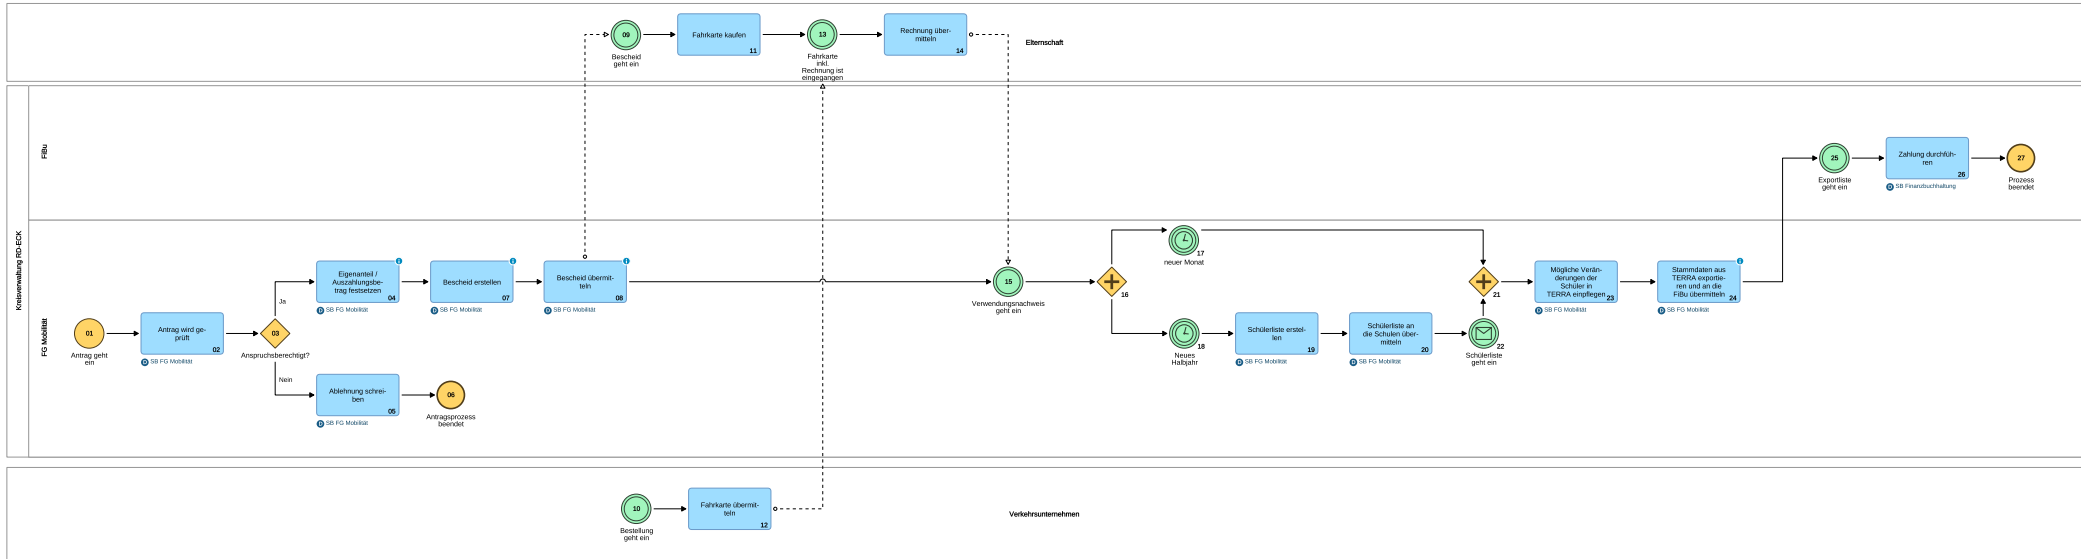 09
Bescheid
geht ein
Fahrkarte kaufen
11
13
Fahrkarte
inkl.
Rechnung ist
eingegangen
Rechnung über-
mitteln
14
Elternschaft
Kreisverwaltung RD-ECK
FiBu
25
Exportliste
geht ein
Zahlung durchfüh-
ren
26
D SB Finanzbuchhaltung
27
Prozess
beendet
FG Mobilität
01
Antrag geht
ein
Antrag wird ge-
prüft
02
D SB FG Mobilität
03
Anspruchsberechtigt?
Ja
Nein
Eigenanteil /
Auszahlungsbe-
trag festsetzen
04
D SB FG Mobilität
Bescheid erstellen
07
D SB FG Mobilität
Bescheid übermit-
teln
08
D SB FG Mobilität
Ablehnung schrei-
ben
05
D SB FG Mobilität
06
Antragsprozess
beendet
15
Verwendungsnachweis
geht ein
16
17
neuer Monat
18
Neues
Halbjahr
Schülerliste erstel-
len
19
D SB FG Mobilität
Schülerliste an
die Schulen über-
mitteln
20
D SB FG Mobilität
22
Schülerliste
geht ein
21
Mögliche Verän-
derungen der
Schüler in
TERRA einpflegen
23
D SB FG Mobilität
Stammdaten aus
TERRA exportie-
ren und an die
FiBu übermitteln
24
D SB FG Mobilität
10
Bestellung
geht ein
Fahrkarte übermit-
teln
12
Verkehrsunternehmen